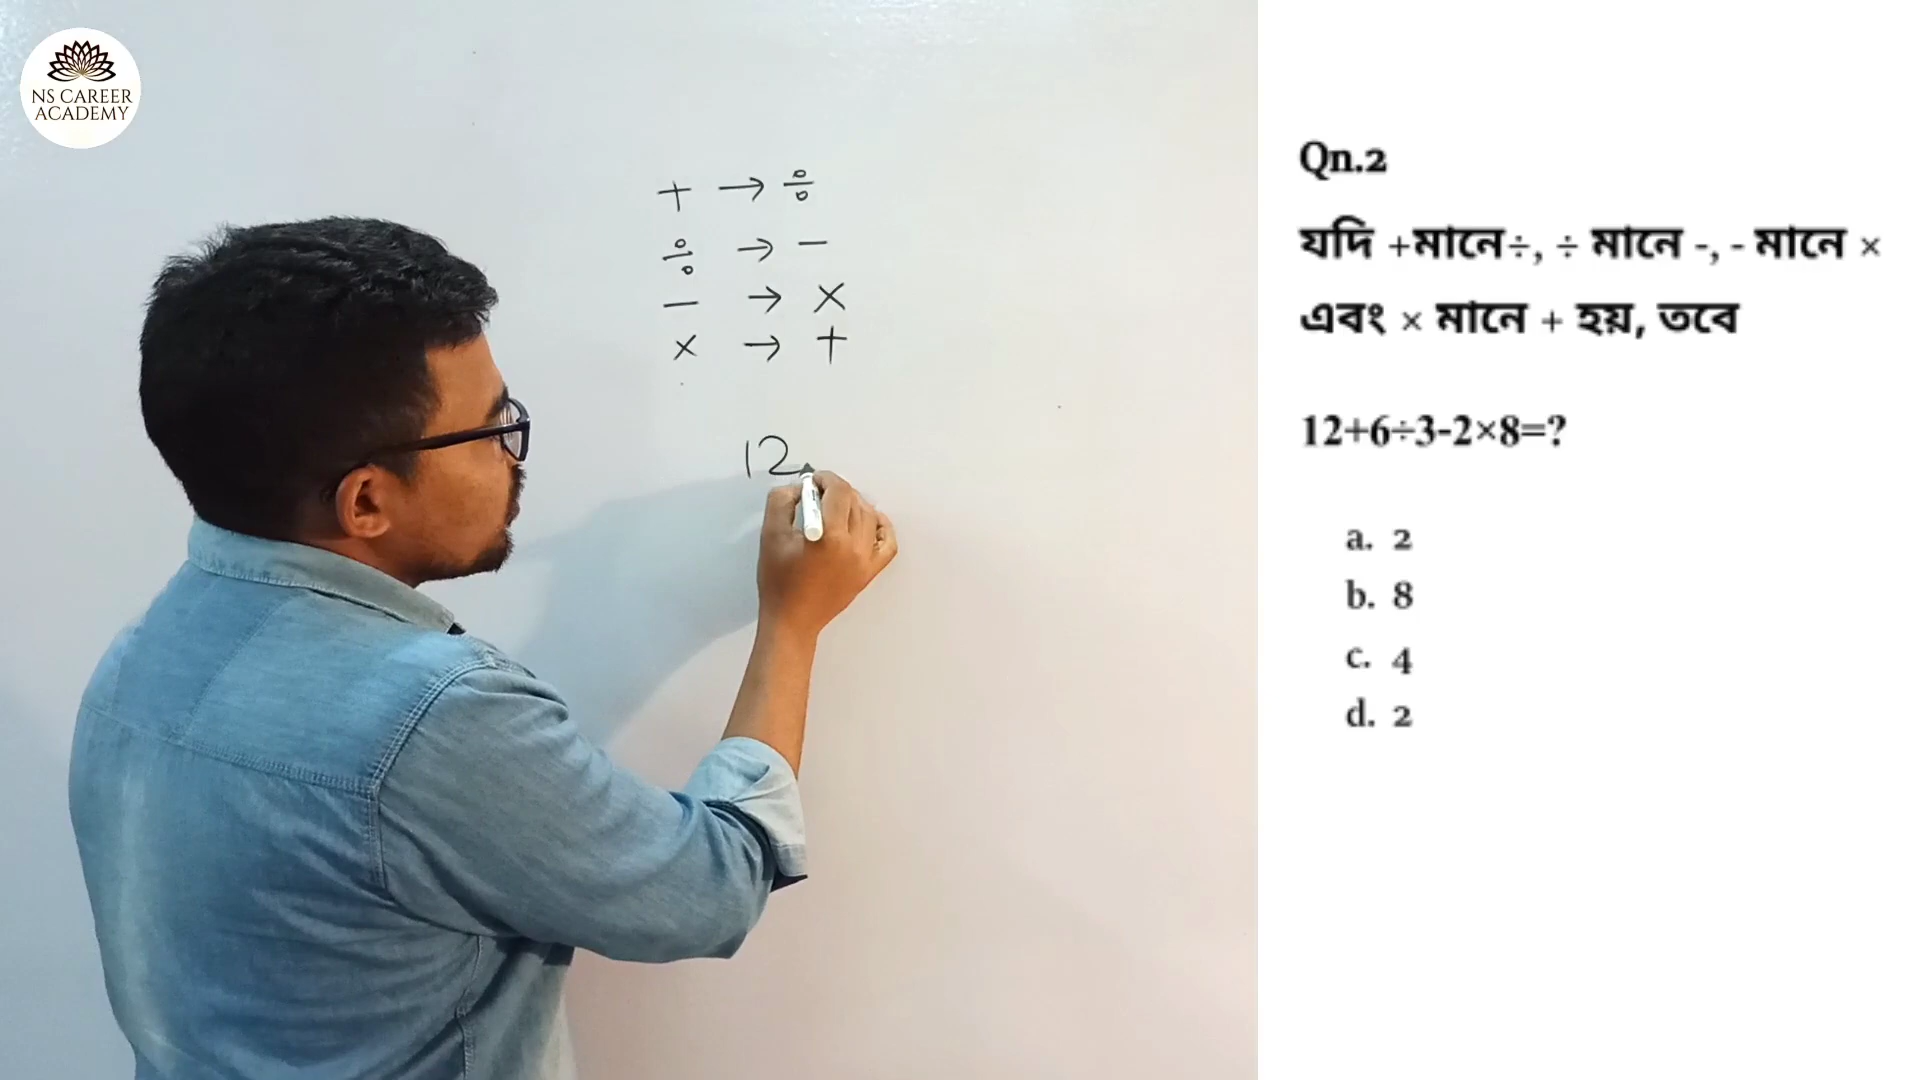 NS CAREER
ACADEMY
+ → ÷
÷ → −
− → ×
× → +
12
Qn.2
যদি +মানে÷, ÷ মানে -, - মানে ×
এবং × মানে + হয়, তবে
12+6÷3-2×8=?
a. 2
b. 8
c. 4
d. 2